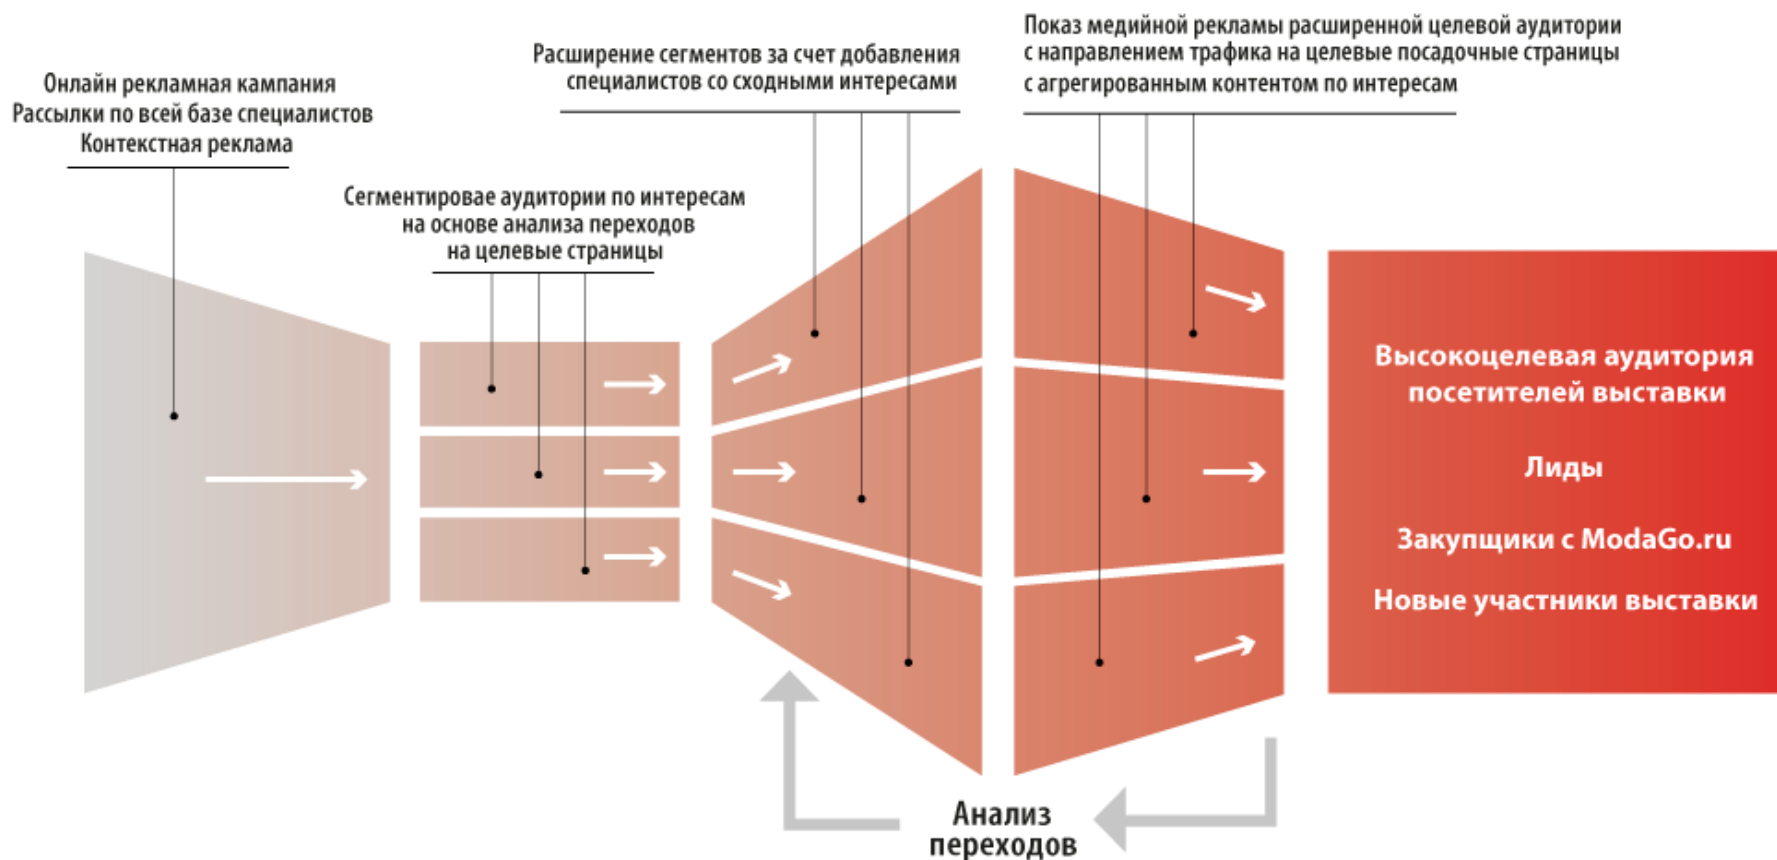 Онлайн рекламная кампания
Рассылки по всей базе специалистов
Контекстная реклама
Сегментировае аудитории по интересам
на основе анализа переходов
на целевые страницы
Расширение сегментов за счет добавления
специалистов со сходными интересами
Показ медийной рекламы расширенной целевой аудитории
с направлением трафика на целевые посадочные страницы
с агрегированным контентом по интересам
Высокоцелевая аудитория
посетителей выставки
Лиды
Закупщики с ModaGo.ru
Новые участники выставки
Анализ
переходов